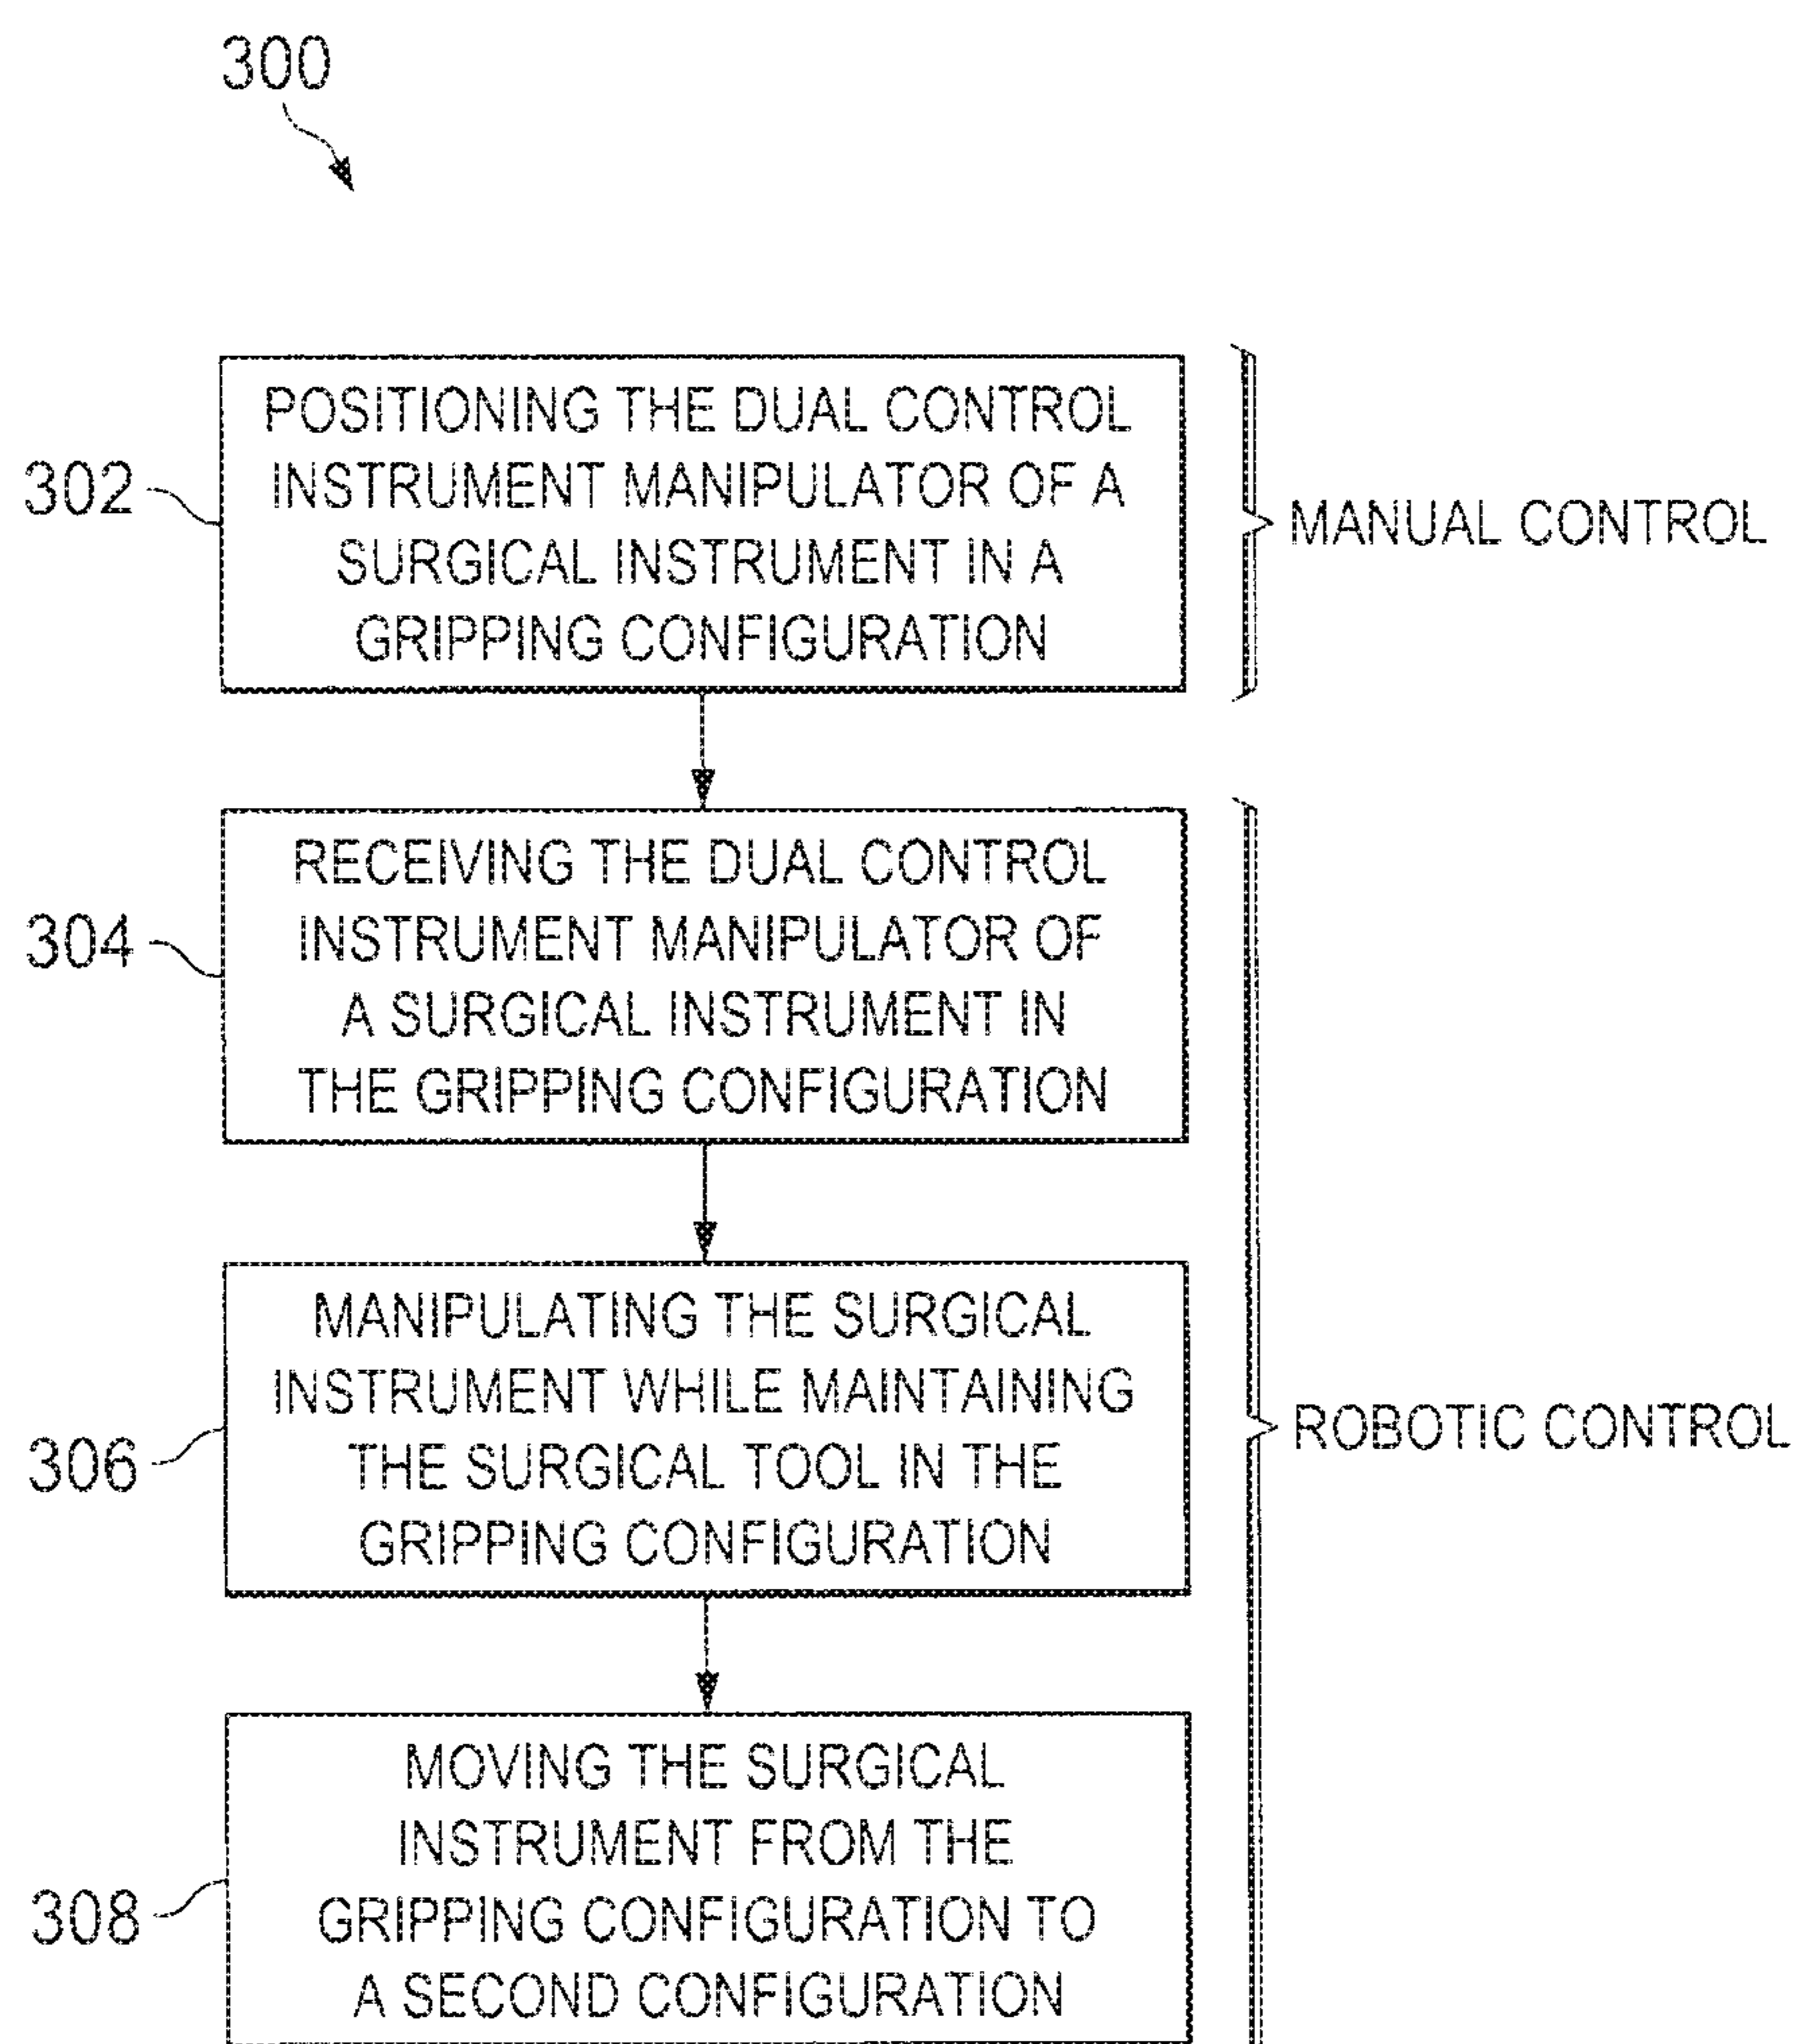 300
302
POSITIONING THE DUAL CONTROL
INSTRUMENT MANIPULATOR OF A
SURGICAL INSTRUMENT IN A
GRIPPING CONFIGURATION
MANUAL CONTROL
304
RECEIVING THE DUAL CONTROL
INSTRUMENT MANIPULATOR OF
A SURGICAL INSTRUMENT IN
THE GRIPPING CONFIGURATION
306
MANIPULATING THE SURGICAL
INSTRUMENT WHILE MAINTAINING
THE SURGICAL TOOL IN THE
GRIPPING CONFIGURATION
ROBOTIC CONTROL
308
MOVING THE SURGICAL
INSTRUMENT FROM THE
GRIPPING CONFIGURATION TO
A SECOND CONFIGURATION